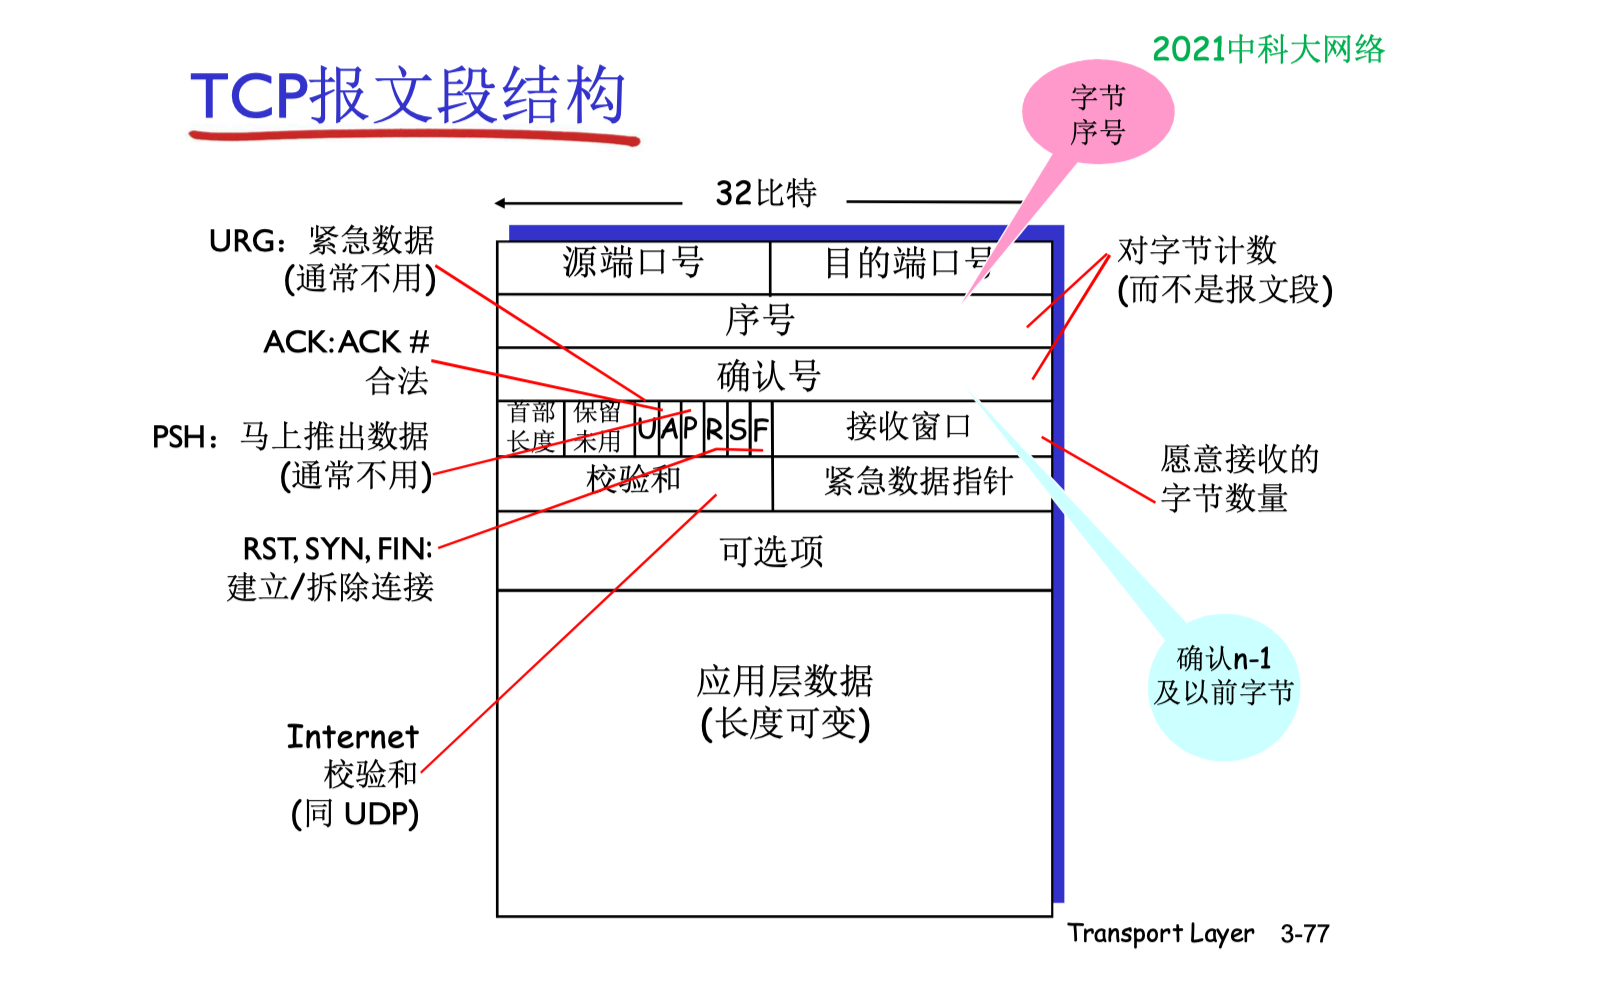 2021中科大网络
TCP报文段结构
字节
序号
32比特
URG：紧急数据
(通常不用)
ACK: ACK #
合法
PSH：马上推出数据
(通常不用)
RST, SYN, FIN:
建立/拆除连接
Internet
校验和
(同 UDP)
源端口号 目的端口号
序号
确认号
首部
长度
保留
未用
U A P R S F
接收窗口
校验和 紧急数据指针
可选项
应用层数据
(长度可变)
对字节计数
(而不是报文段)
愿意接收的
字节数量
确认n-1
及以前字节
Transport Layer 3-77